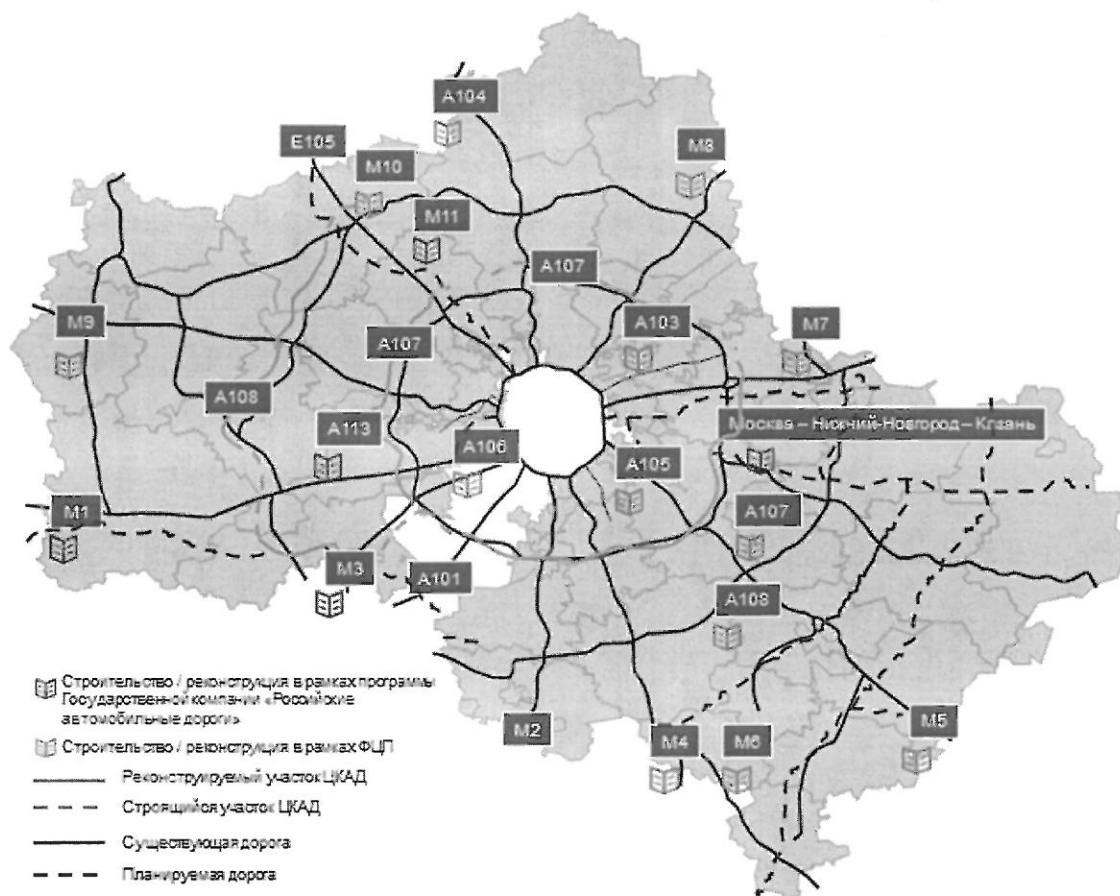 A104
E105
M10
M8
M11
A107
M9
A103
M7
A107
A108
A113
Москва – Нижний-Новгород – Клазнь
A106
A105
M1
A107
M3
A101
A108
Строительство / реконструкция в рамках программы
Государственной компании «Российские
автомобильные дороги»
M2
M5
M4
M6
Строительство / реконструкция в рамках ФЦП
Реконструируемый участок ЦКАД
Строящийся участок ЦКАД
Существующая дорога
Планируемая дорога